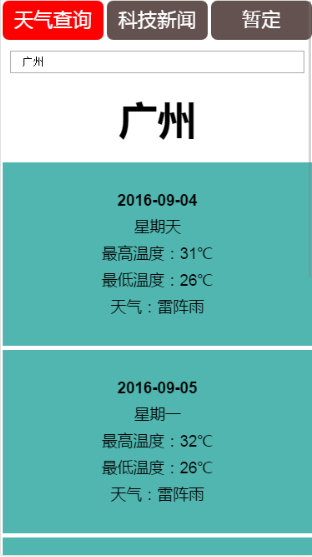 天气查询 科技新闻 暂定
广州
广州
2016-09-04
星期天
最高温度：31℃
最低温度：26℃
天气：雷阵雨
2016-09-05
星期一
最高温度：32℃
最低温度：26℃
天气：雷阵雨